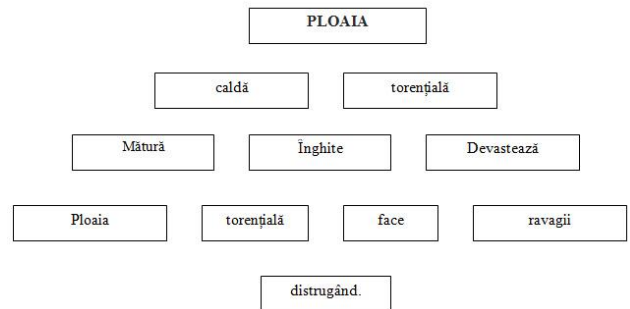 PLOAIA
caldă torențială
Mătură Înghite Devastează
Ploaia torențială face ravagii
distrugând.